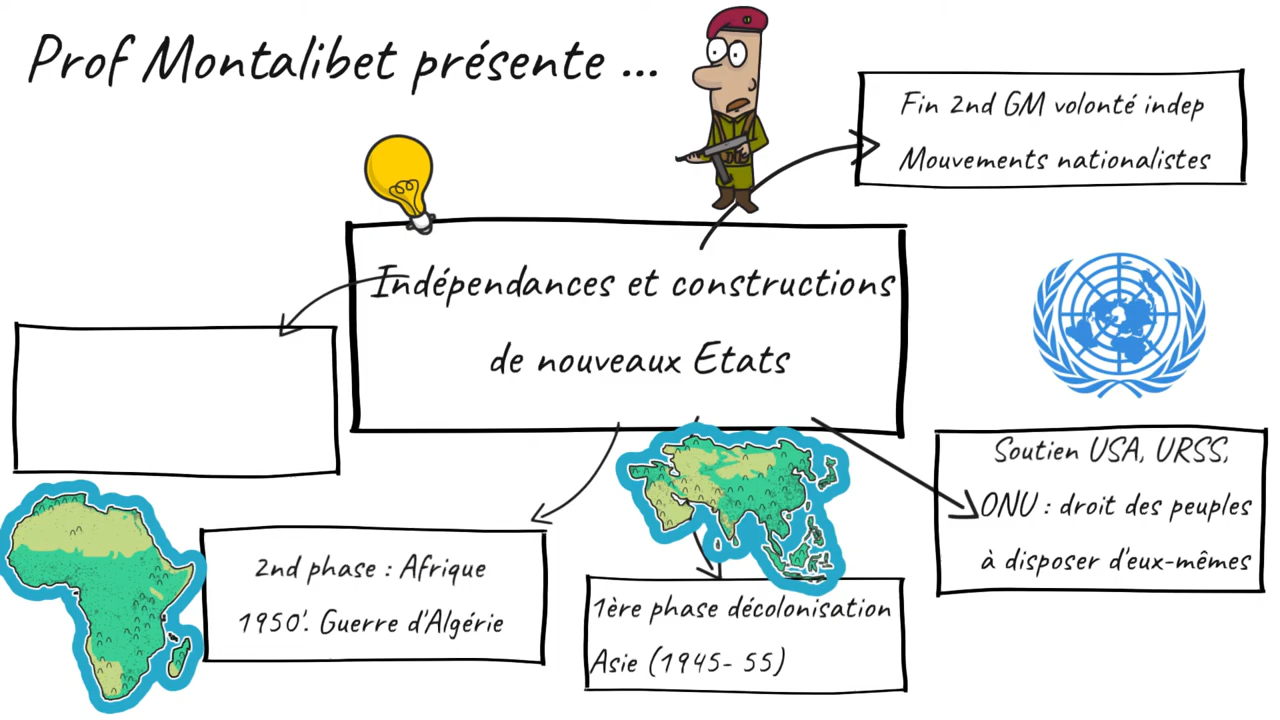 Prof Montalibet présente ...
Fin 2nd GM volonté indep
Mouvements nationalistes
Indépendances et constructions
de nouveaux Etats
Soutien USA, URSS,
ONU : droit des peuples
à disposer d'eux-mêmes
2nd phase : Afrique
1950'. Guerre d'Algérie
1ère phase décolonisation
Asie (1945- 55)